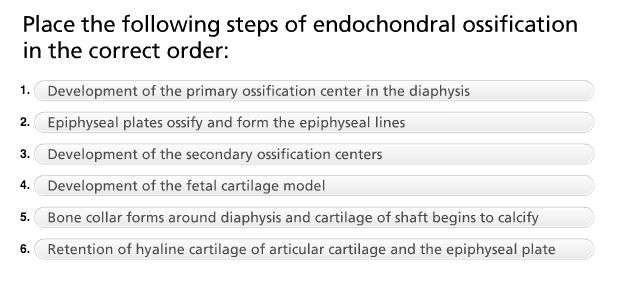 Place the following steps of endochondral ossification
in the correct order:
1. Development of the primary ossification center in the diaphysis
2. Epiphyseal plates ossify and form the epiphyseal lines
3. Development of the secondary ossification centers
4. Development of the fetal cartilage model
5. Bone collar forms around diaphysis and cartilage of shaft begins to calcify
6. Retention of hyaline cartilage of articular cartilage and the epiphyseal plate